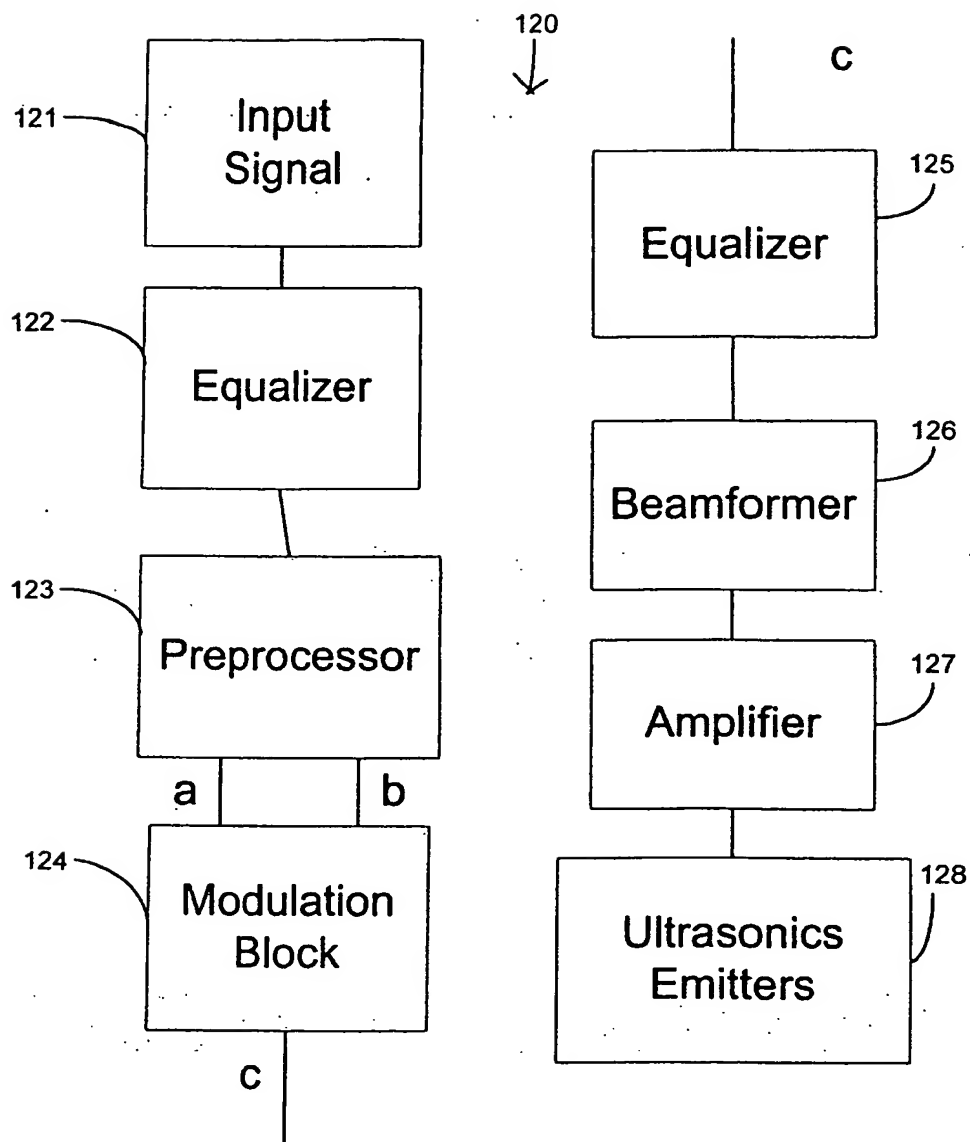 120
121
Input
Signal
122
Equalizer
123
Preprocessor
a
b
124
Modulation
Block
c
c
125
Equalizer
126
Beamformer
127
Amplifier
128
Ultrasonics
Emitters